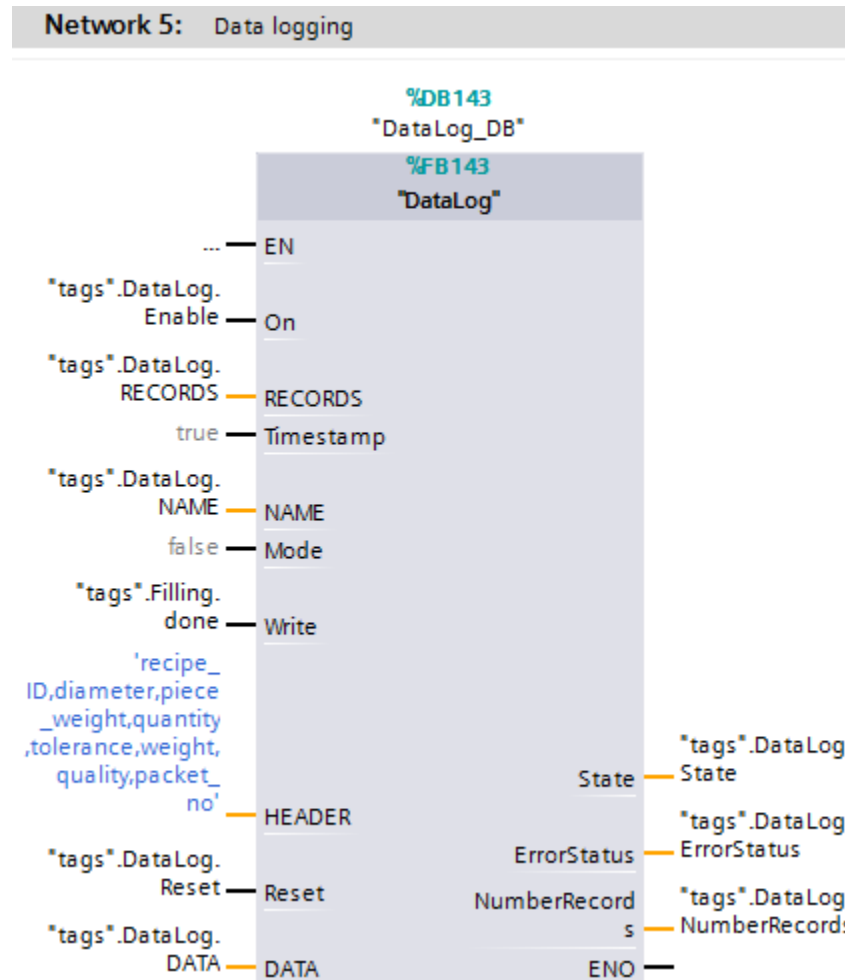 Network 5: Data logging
%DB143
"DataLog_DB"
%FB143
"DataLog"
... EN
"tags".DataLog.
Enable On
"tags".DataLog.
RECORDS RECORDS
true Timestamp
"tags".DataLog.
NAME NAME
false Mode
"tags".Filling.
done Write
'recipe_
ID,diameter,piece
_weight,quantity
,tolerance,weight,
quality,packet_
no'
HEADER
"tags".DataLog.
Reset Reset
"tags".DataLog.
DATA DATA
"tags".DataLog
State State
"tags".DataLog
ErrorStatus ErrorStatus
"tags".DataLog
NumberRecord
s NumberRecords
ENO